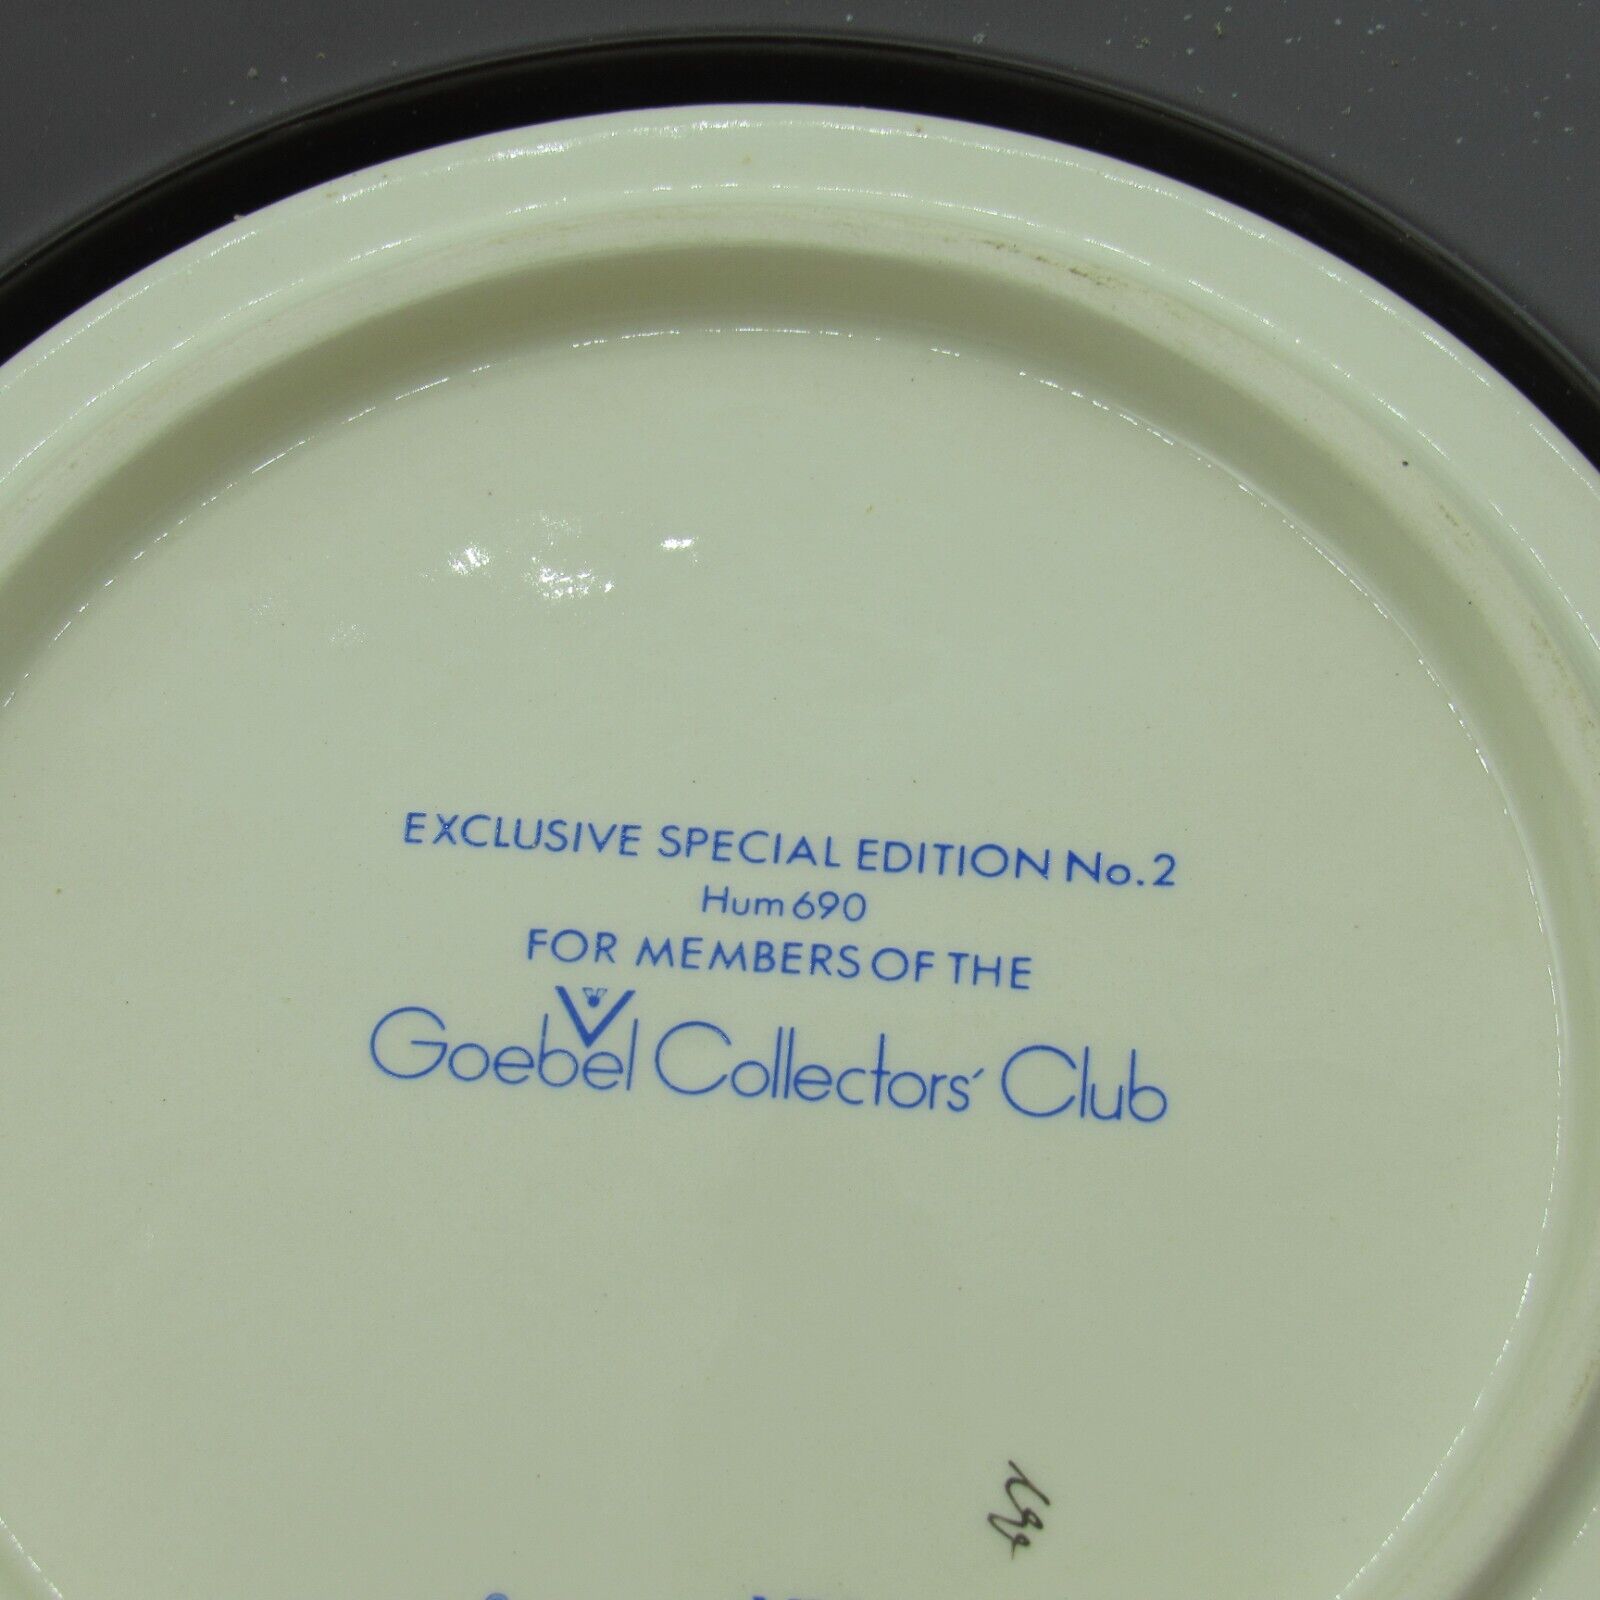 EXCLUSIVE SPECIAL EDITION No. 2
Hum 690
FOR MEMBERS OF THE
Goebel Collectors´ Club